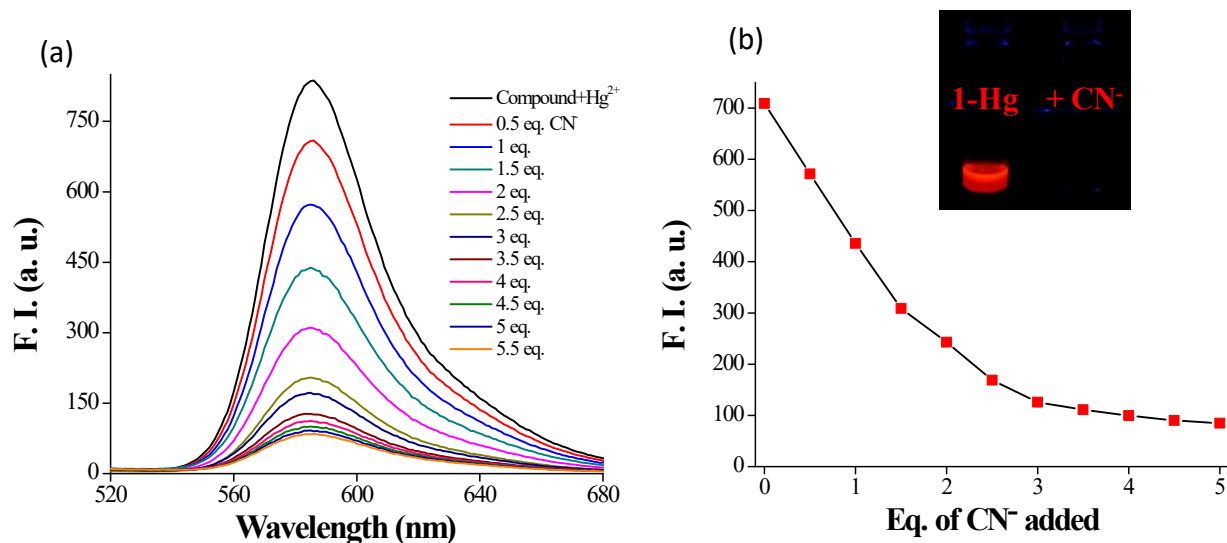 (a)
F. I. (a. u.)
750
600
450
300
150
0
520
560
600
640
680
Wavelength (nm)
Compound+Hg²⁺
0.5 eq. CN⁻
1 eq.
1.5 eq.
2 eq.
2.5 eq.
3 eq.
3.5 eq.
4 eq.
4.5 eq.
5 eq.
5.5 eq.
(b)
F. I. (a. u.)
700
600
500
400
300
200
100
0
0
1
2
3
4
5
Eq. of CN⁻ added
1-Hg
+ CN⁻